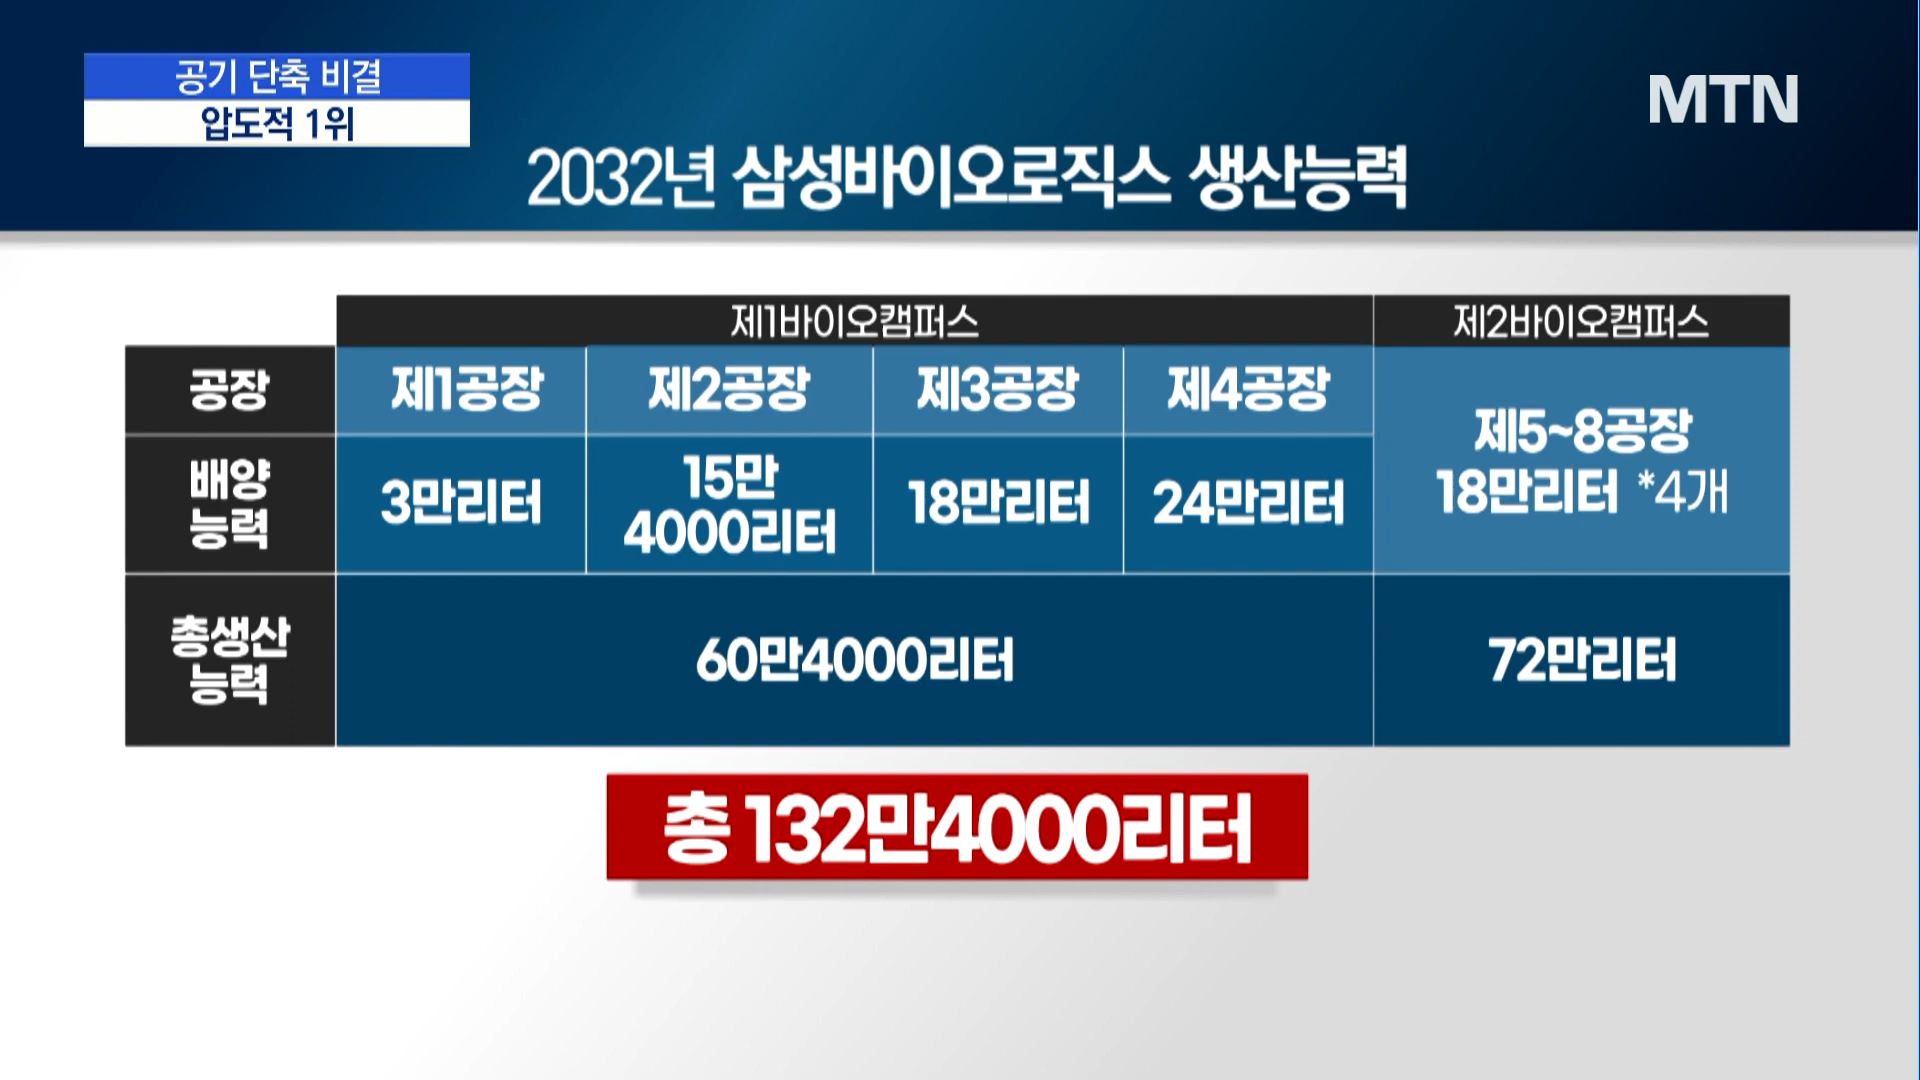 공기 단축 비결
압도적 1위
MTN
2032년 삼성바이오로직스 생산능력
제1바이오캠퍼스 제2바이오캠퍼스
공장 제1공장 제2공장 제3공장 제4공장
제5~8공장
18만리터 *4개
배양
능력
3만리터
15만
4000리터
18만리터
24만리터
총생산
능력
60만4000리터
72만리터
총 132만4000리터